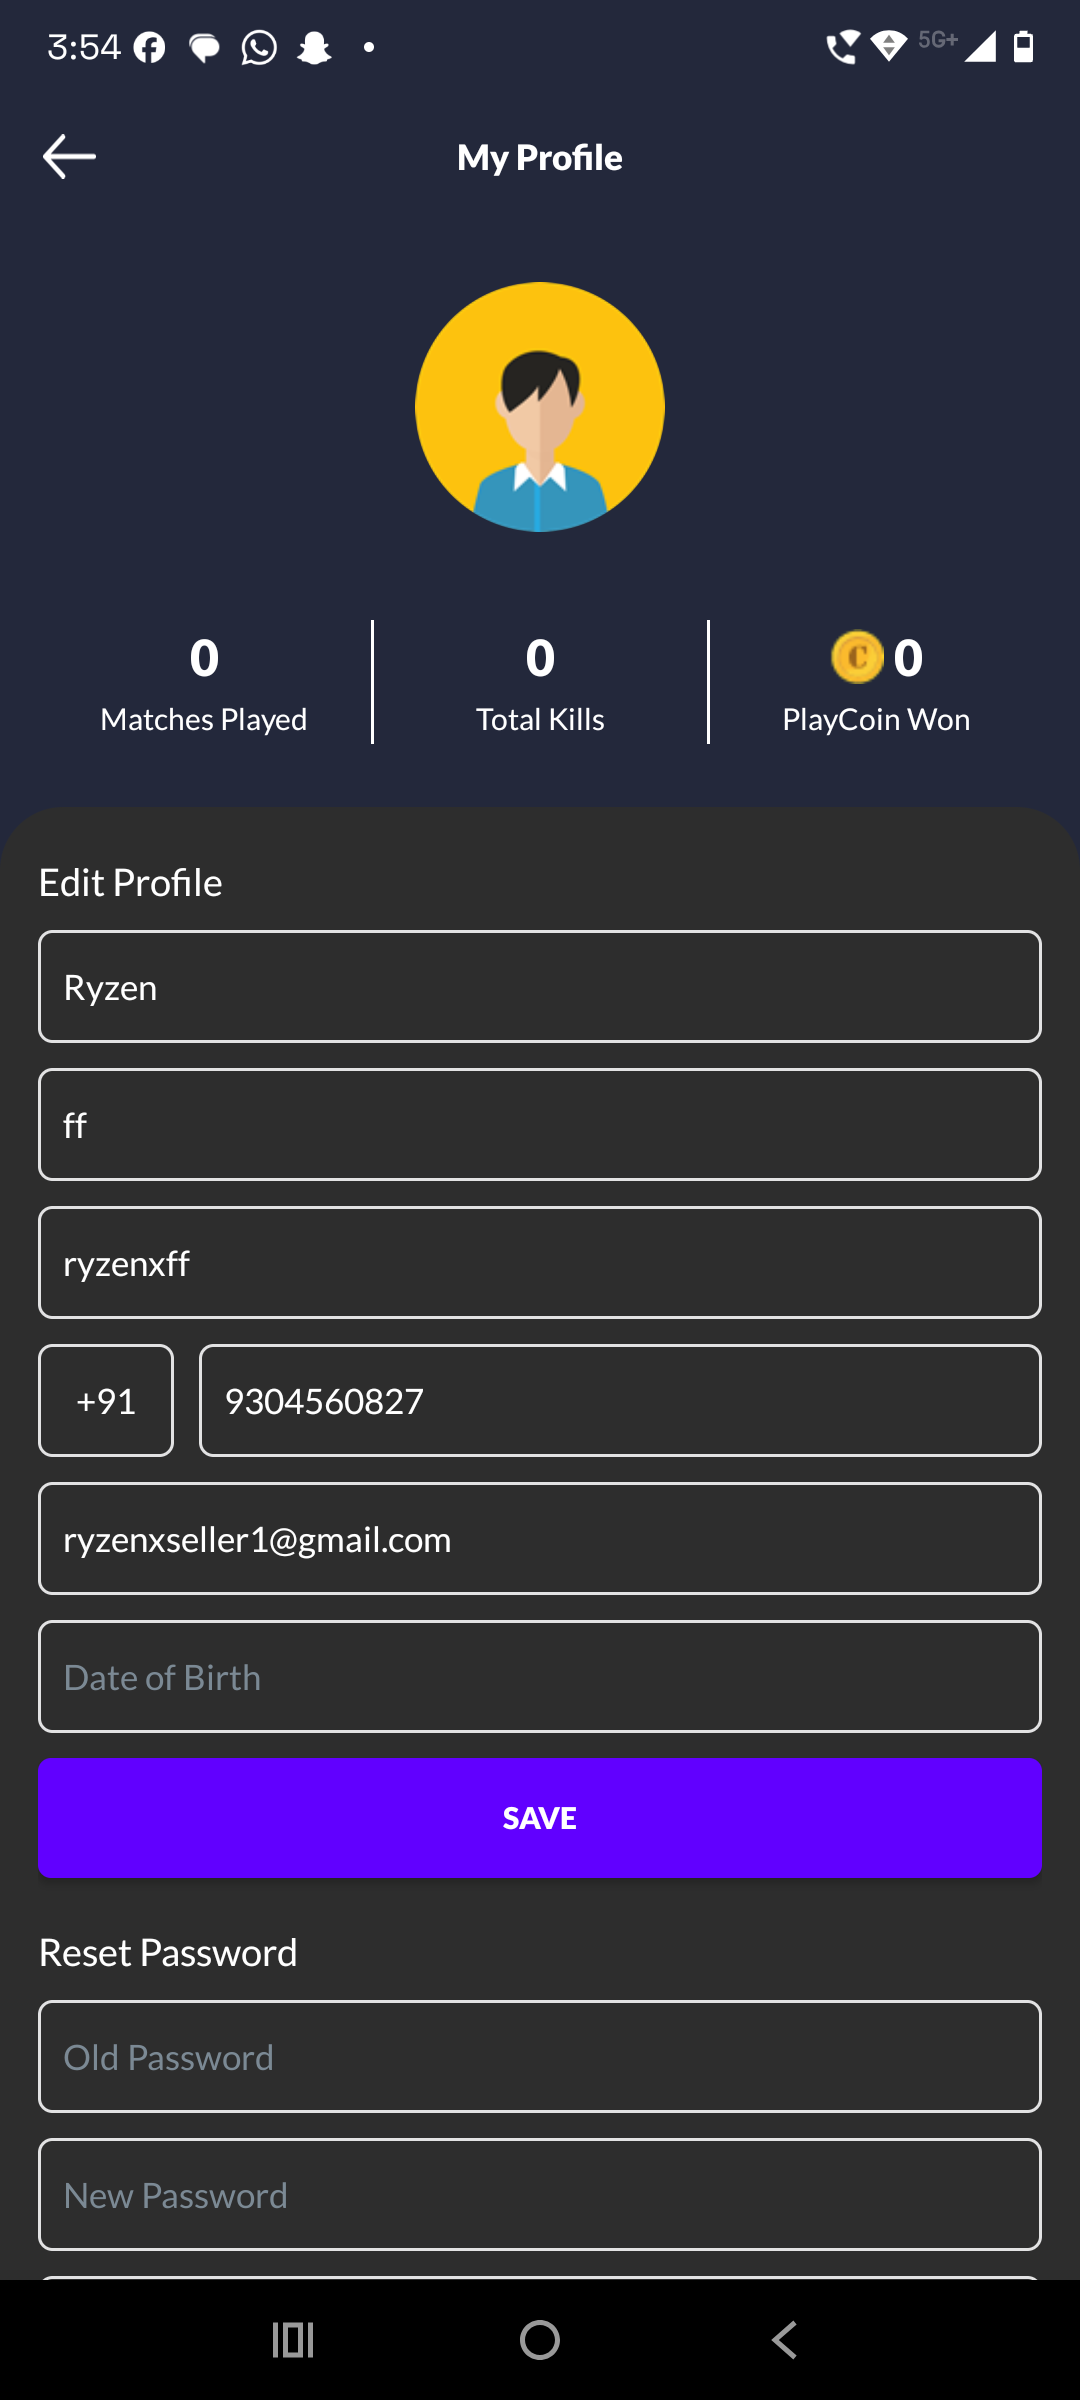 3:54
5G+
My Profile
0
Matches Played
0
Total Kills
C 0
PlayCoin Won
Edit Profile
Ryzen
ff
ryzenxff
+91 9304560827
ryzenxseller1@gmail.com
Date of Birth
SAVE
Reset Password
Old Password
New Password